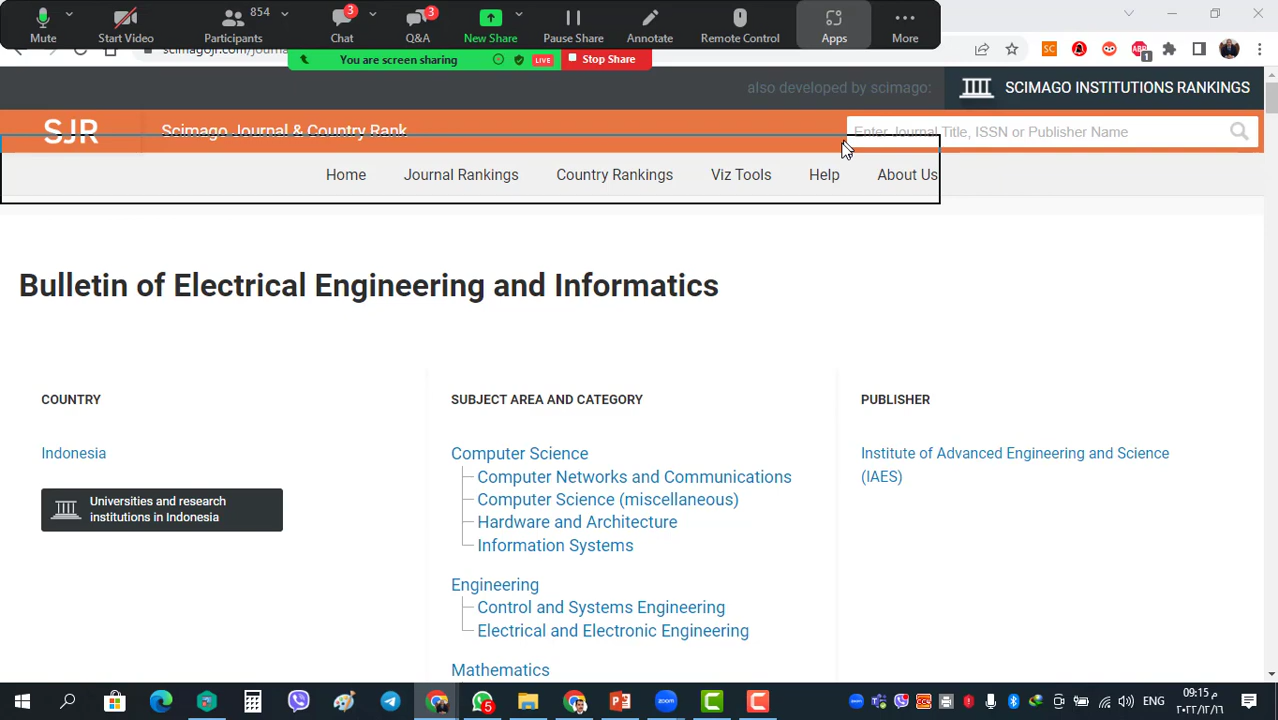 Mute
Start Video
Participants
854
Chat
3
Q&A
3
New Share
Pause Share
Annotate
Remote Control
Apps
More
You are screen sharing
LIVE
Stop Share
also developed by scimago:
SCIMAGO INSTITUTIONS RANKINGS
SJR
Scimago Journal & Country Rank
Enter Journal Title, ISSN or Publisher Name
Home
Journal Rankings
Country Rankings
Viz Tools
Help
About Us
Bulletin of Electrical Engineering and Informatics
COUNTRY
Indonesia
Universities and research
institutions in Indonesia
SUBJECT AREA AND CATEGORY
Computer Science
Computer Networks and Communications
Computer Science (miscellaneous)
Hardware and Architecture
Information Systems
Engineering
Control and Systems Engineering
Electrical and Electronic Engineering
Mathematics
PUBLISHER
Institute of Advanced Engineering and Science
(IAES)
5
zoom
ENG
09:15 م
٢٠٢٢/١٢/١٦